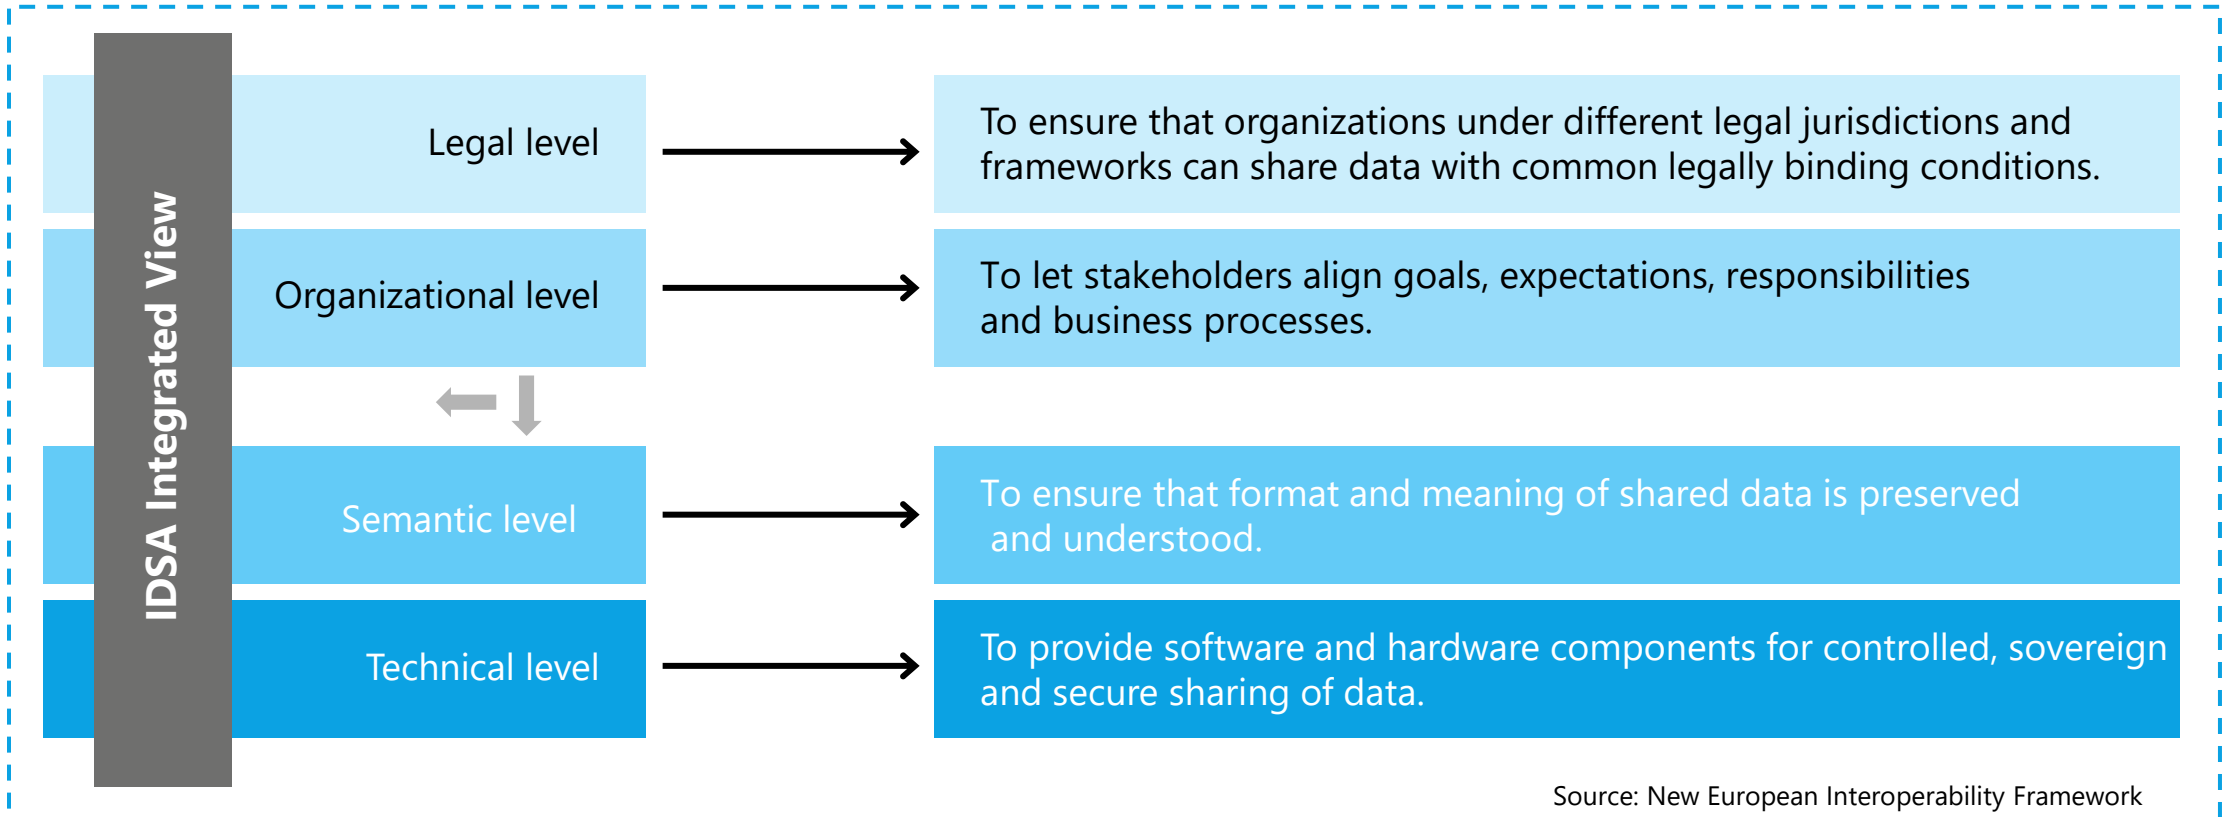 IDSA Integrated View
Legal level
To ensure that organizations under different legal jurisdictions and
frameworks can share data with common legally binding conditions.
Organizational level
To let stakeholders align goals, expectations, responsibilities
and business processes.
Semantic level
To ensure that format and meaning of shared data is preserved
and understood.
Technical level
To provide software and hardware components for controlled, sovereign
and secure sharing of data.
Source: New European Interoperability Framework